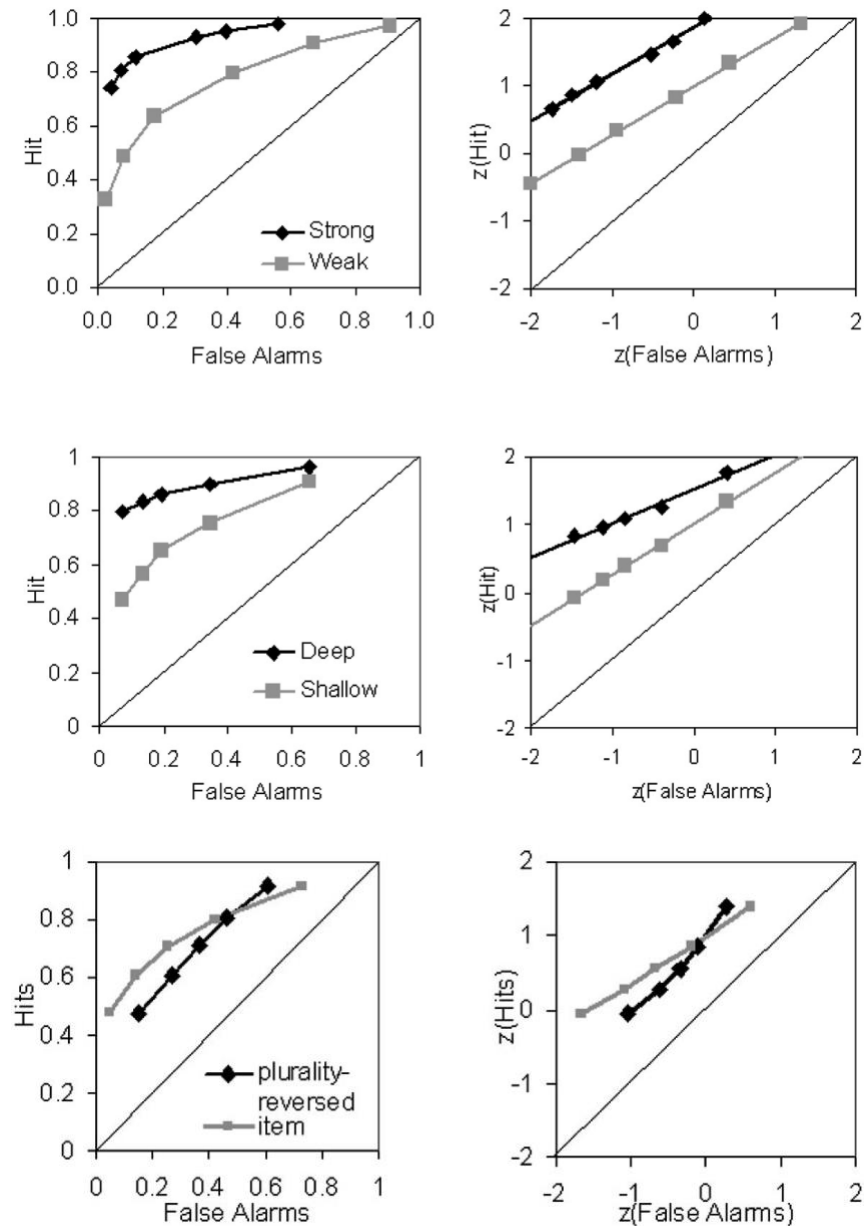 1.0
0.8
0.6
0.4
0.2
0.0
Hit
0.0 0.2 0.4 0.6 0.8 1.0
False Alarms
Strong
Weak
2
1
0
-1
-2
z(Hit)
-2 -1 0 1 2
z(False Alarms)
1
0.8
0.6
0.4
0.2
0
Hit
0 0.2 0.4 0.6 0.8 1
False Alarms
Deep
Shallow
2
1
0
-1
-2
z(Hit)
-2 -1 0 1 2
z(False Alarms)
1
0.8
0.6
0.4
0.2
0
Hits
0 0.2 0.4 0.6 0.8 1
False Alarms
plurality-
reversed
item
2
1
0
-1
-2
z(Hits)
-2 -1 0 1 2
z(False Alarms)